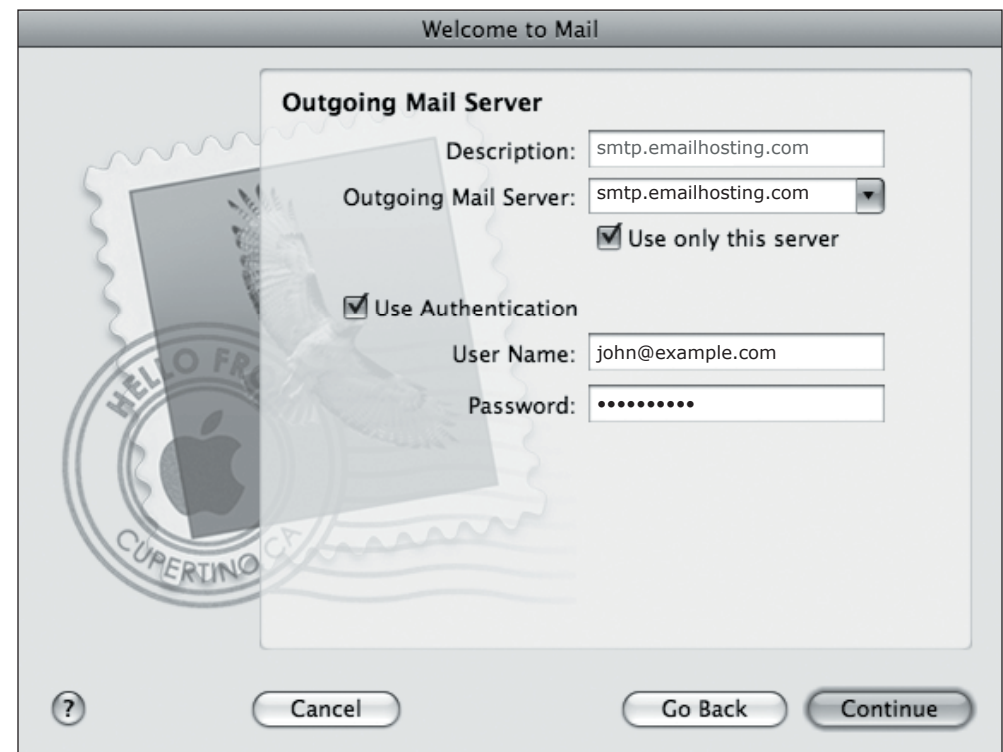 Welcome to Mail
Outgoing Mail Server
Description: smtp.emailhosting.com
Outgoing Mail Server: smtp.emailhosting.com
Use only this server
Use Authentication
User Name: john@example.com
Password: ••••••••••
HELLO FRO
CUPERTINO CA
?
Cancel
Go Back
Continue